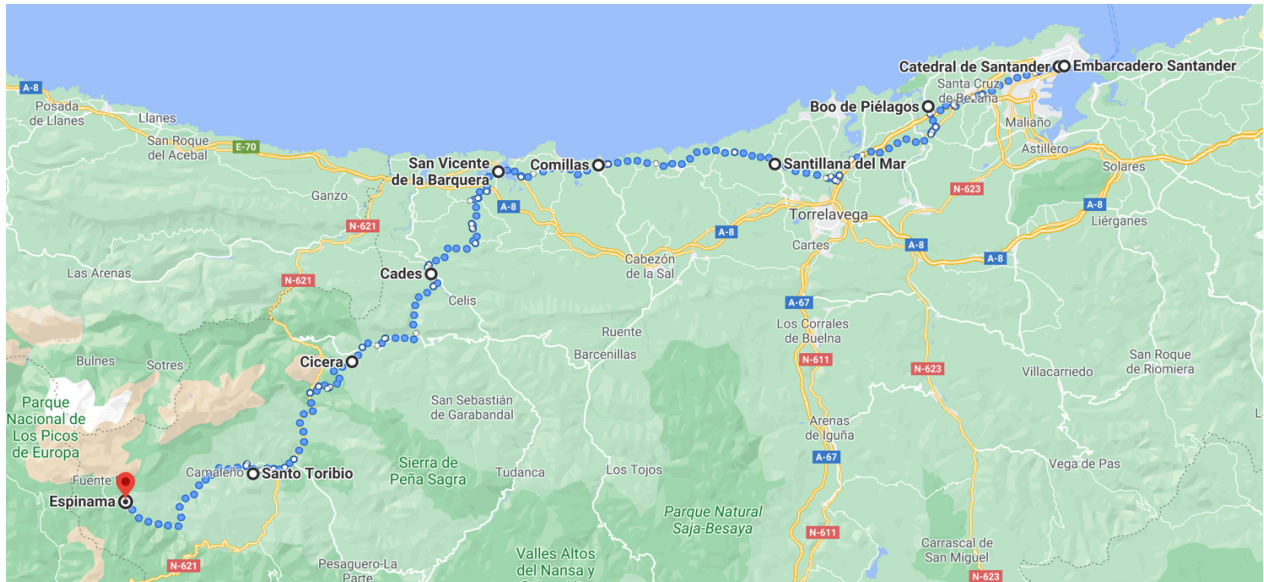 A-8
Posada
de Llanes
Llanes
San Roque
del Acebal
E-70
Ganzo
N-621
Las Arenas
N-621
Bulnes
Sotres
Parque
Nacional de
Los Picos
de Europa
Fuente
Espinama
Camaleño
Santo Toribio
N-621
Pesaguero-La
Parte
San Vicente
de la Barquera
A-8
Cades
Celis
Cicera
San Sebastián
de Garabandal
Sierra de
Peña Sagra
Tudanca
Valles Altos
del Nansa y
Comillas
Cabezón
de la Sal
Ruente
Barcenillas
Los Tojos
Parque Natural
Saja-Besaya
Santillana del Mar
A-8
Torrelavega
Cartes
A-67
Los Corrales
de Buelna
N-611
Arenas
de Iguña
A-67
N-611
Catedral de Santander
Embarcadero Santander
Santa Cruz
de Bezana
Boo de Piélagos
Maliaño
Astillero
Solares
N-623
A-8
Liérganes
A-8
A-8
San Roque
de Riomiera
Villacarriedo
N-623
Vega de Pas
Carrascal de
San Miguel
N-623